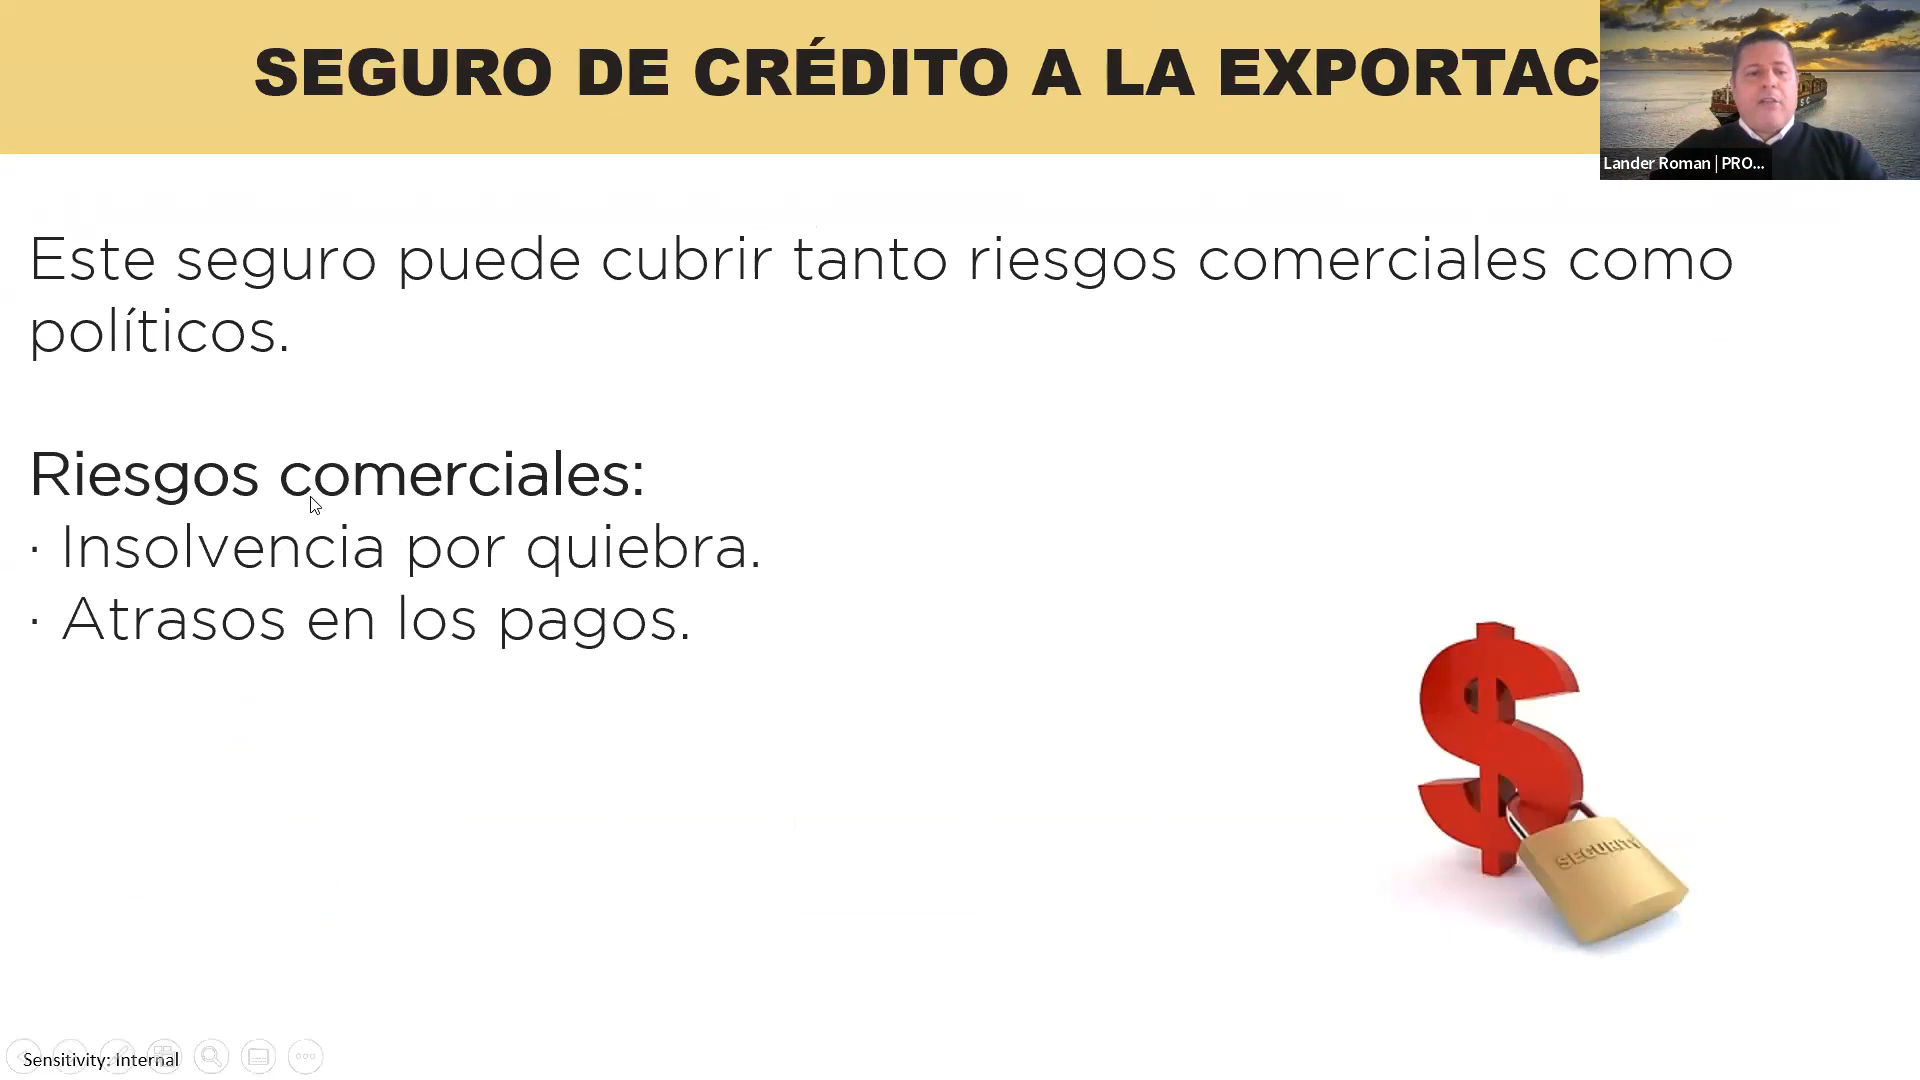 SEGURO DE CRÉDITO A LA EXPORTAC
Lander Roman | PRO...
Este seguro puede cubrir tanto riesgos comerciales como
políticos.
Riesgos comerciales:
· Insolvencia por quiebra.
· Atrasos en los pagos.
SECURITY
Sensitivity: Internal